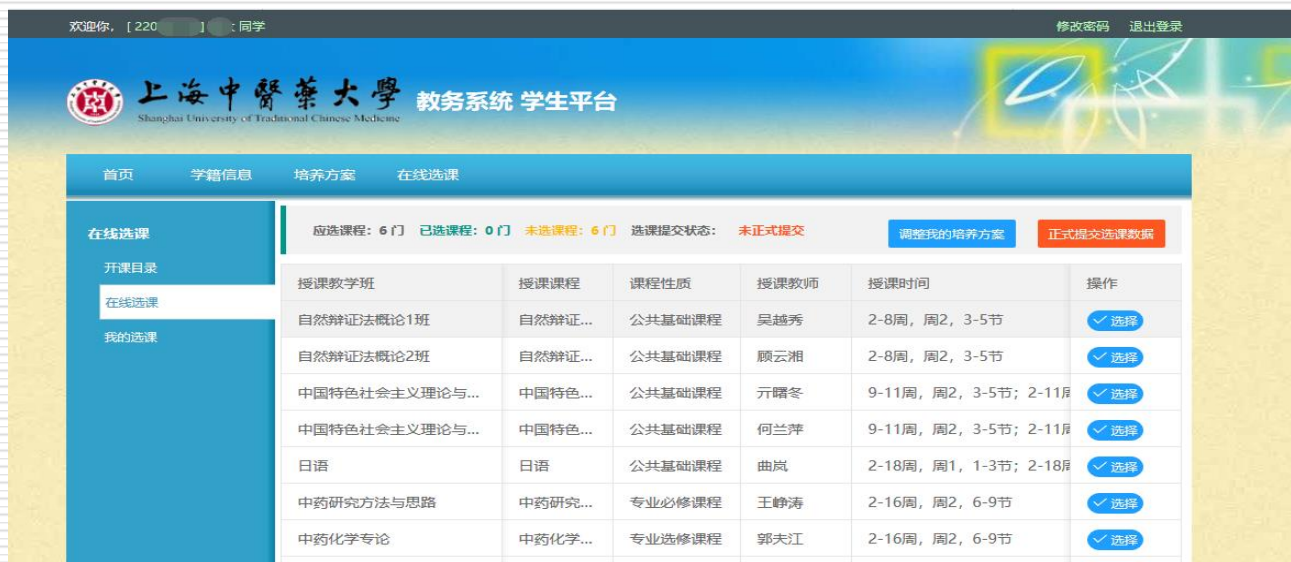 欢迎你, [ 220 ] : 同学 修改密码 退出登录
上海中醫藥大學 教务系统 学生平台
Shanghai University of Traditional Chinese Medicine
首页 学籍信息 培养方案 在线选课
在线选课
开课目录
在线选课
我的选课
应选课程: 6 门 已选课程: 0 门 未选课程: 6 门 选课提交状态: 未正式提交 调整我的培养方案 正式提交选课数据
授课教学班 授课课程 课程性质 授课教师 授课时间 操作
自然辩证法概论1班 自然辩证... 公共基础课程 吴越秀 2-8周, 周2, 3-5节 选择
自然辩证法概论2班 自然辩证... 公共基础课程 顾云湘 2-8周, 周2, 3-5节 选择
中国特色社会主义理论与... 中国特色... 公共基础课程 亓曙冬 9-11周, 周2, 3-5节; 2-11周 选择
中国特色社会主义理论与... 中国特色... 公共基础课程 何兰萍 9-11周, 周2, 3-5节; 2-11周 选择
日语 日语 公共基础课程 曲岚 2-18周, 周1, 1-3节; 2-18周 选择
中药研究方法与思路 中药研究... 专业必修课程 王峥涛 2-16周, 周2, 6-9节 选择
中药化学专论 中药化学... 专业选修课程 郭夫江 2-16周, 周2, 6-9节 选择